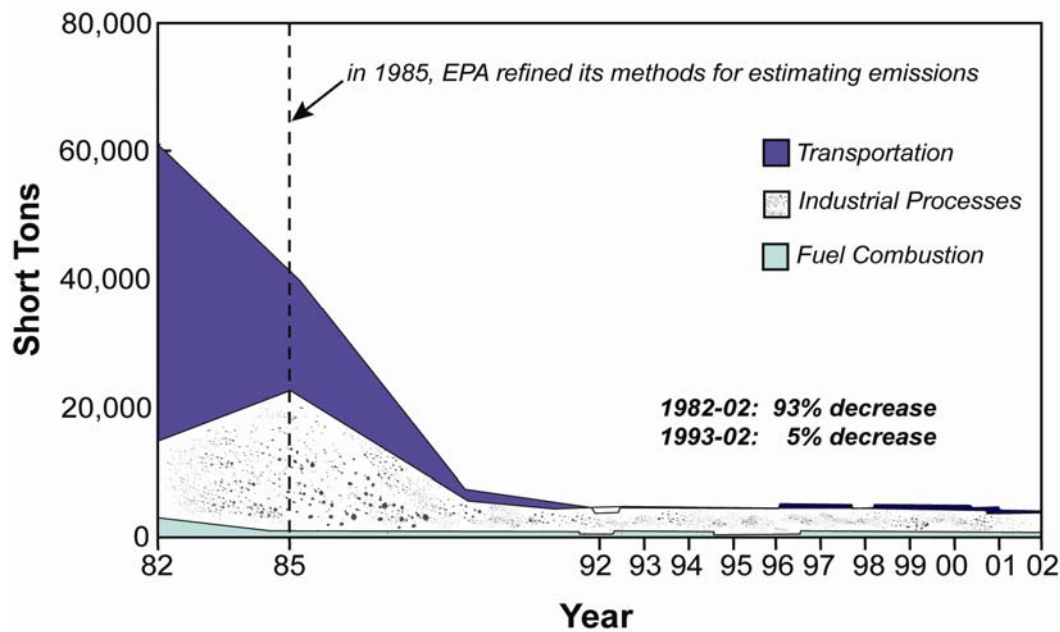 80,000
in 1985, EPA refined its methods for estimating emissions
60,000
Transportation
Industrial Processes
Fuel Combustion
Short Tons
40,000
20,000
1982-02: 93% decrease
1993-02: 5% decrease
0
82 85 92 93 94 95 96 97 98 99 00 01 02
Year